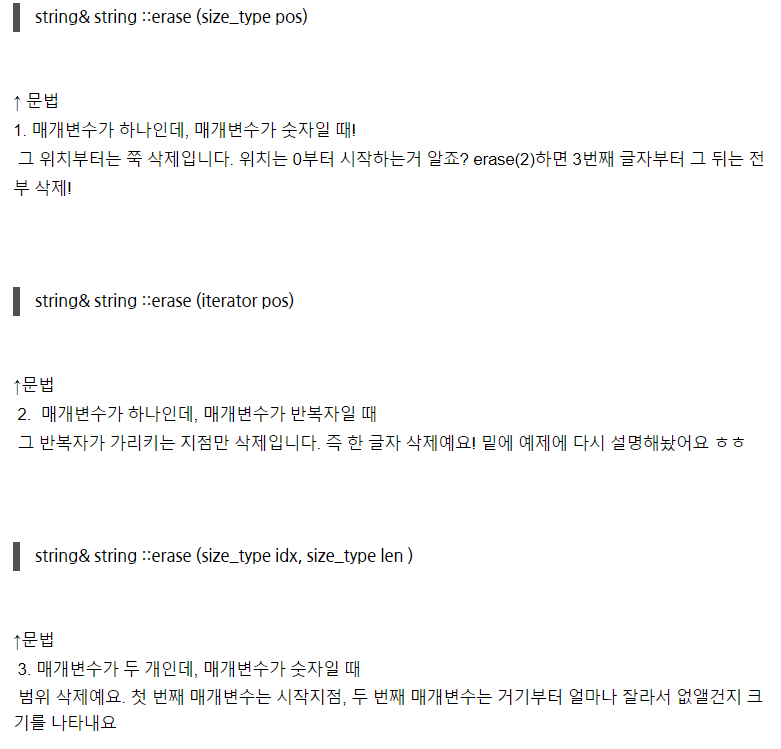 string& string ::erase (size_type pos)
↑ 문법
1. 매개변수가 하나인데, 매개변수가 숫자일 때!
그 위치부터는 쭉 삭제입니다. 위치는 0부터 시작하는거 알죠? erase(2)하면 3번째 글자부터 그 뒤는 전
부 삭제!
string& string ::erase (iterator pos)
↑문법
2. 매개변수가 하나인데, 매개변수가 반복자일 때
그 반복자가 가리키는 지점만 삭제입니다. 즉 한 글자 삭제예요! 밑에 예제에 다시 설명해놨어요 ㅎㅎ
string& string ::erase (size_type idx, size_type len )
↑문법
3. 매개변수가 두 개인데, 매개변수가 숫자일 때
범위 삭제예요. 첫 번째 매개변수는 시작지점, 두 번째 매개변수는 거기부터 얼마나 잘라서 없앨건지 크
기를 나타내요